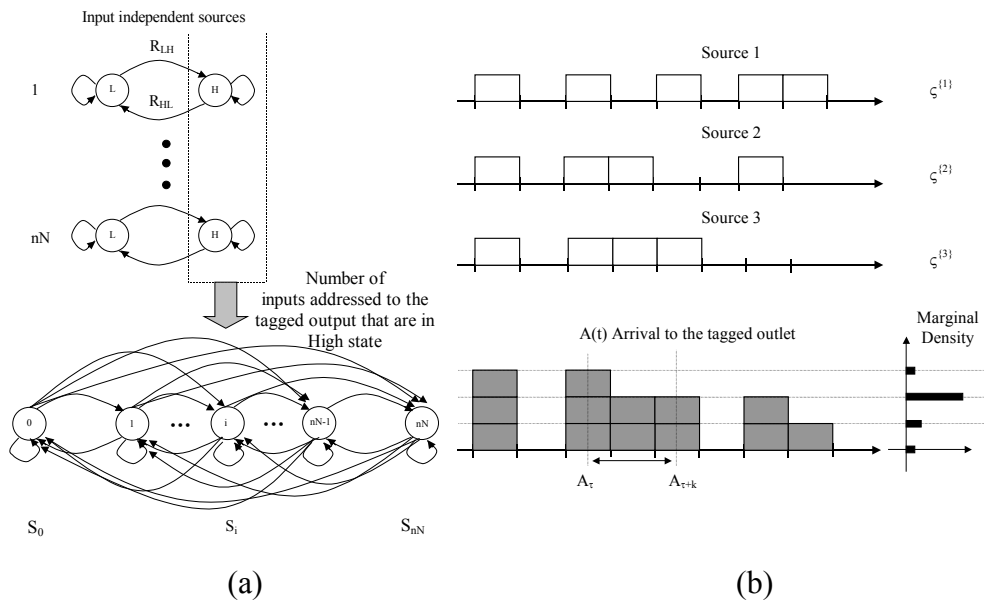 Input independent sources
R_LH
1
L
H
R_HL
nN
L
H
Number of
inputs addressed to the
tagged output that are in
High state
0
1
...
i
...
nN-1
nN
S_0
S_i
S_nN
(a)
Source 1
ς^{1}
Source 2
ς^{2}
Source 3
ς^{3}
A(t) Arrival to the tagged outlet
Marginal
Density
A_τ
A_τ+k
(b)